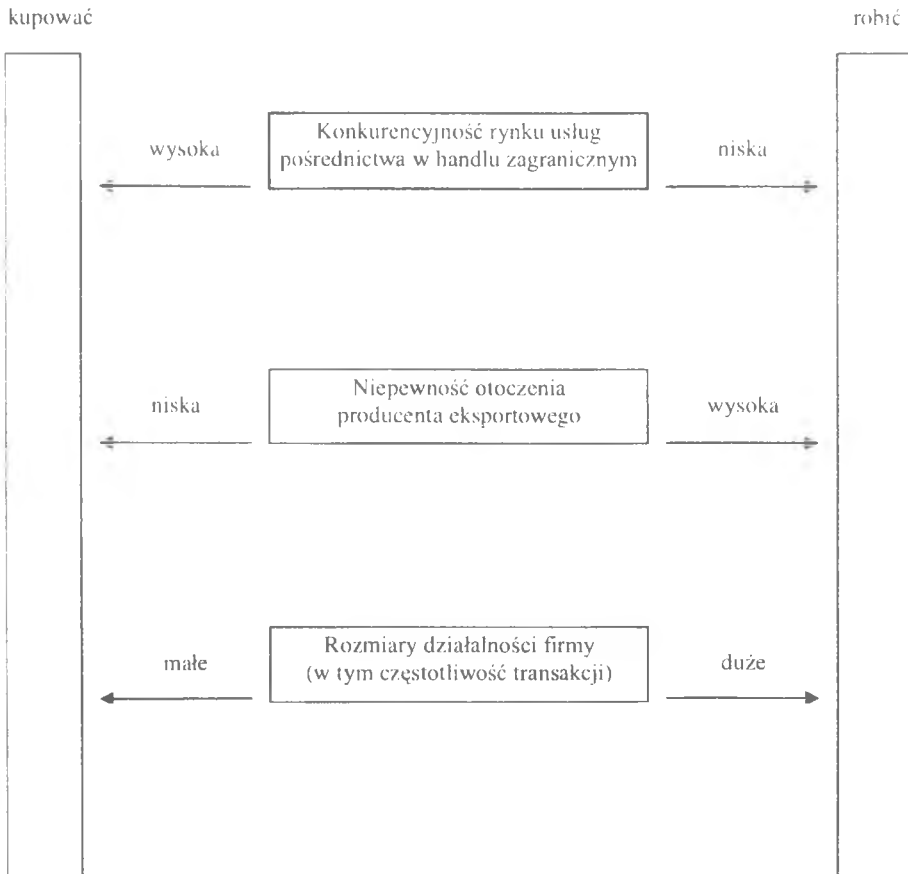 kupować
robić
Konkurencyjność rynku usług
pośrednictwa w handlu zagranicznym
wysoka
niska
Niepewność otoczenia
producenta eksportowego
niska
wysoka
Rozmiary działalności firmy
(w tym częstotliwość transakcji)
małe
duże